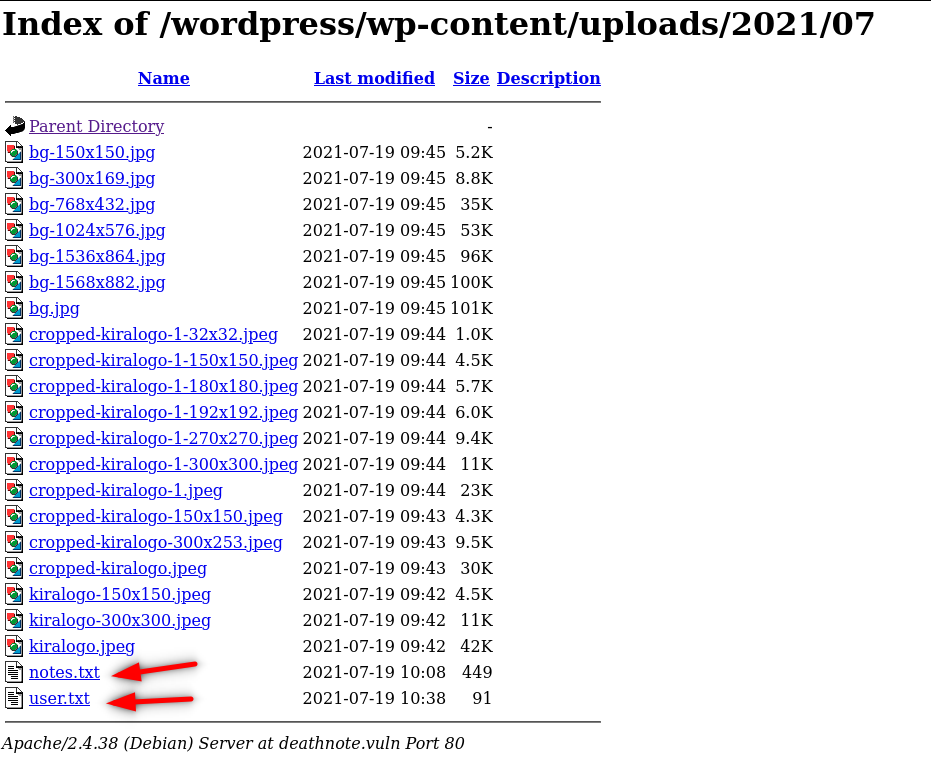 Index of /wordpress/wp-content/uploads/2021/07
Name Last modified Size Description
Parent Directory -
bg-150x150.jpg 2021-07-19 09:45 5.2K
bg-300x169.jpg 2021-07-19 09:45 8.8K
bg-768x432.jpg 2021-07-19 09:45 35K
bg-1024x576.jpg 2021-07-19 09:45 53K
bg-1536x864.jpg 2021-07-19 09:45 96K
bg-1568x882.jpg 2021-07-19 09:45 100K
bg.jpg 2021-07-19 09:45 101K
cropped-kiralogo-1-32x32.jpeg 2021-07-19 09:44 1.0K
cropped-kiralogo-1-150x150.jpeg 2021-07-19 09:44 4.5K
cropped-kiralogo-1-180x180.jpeg 2021-07-19 09:44 5.7K
cropped-kiralogo-1-192x192.jpeg 2021-07-19 09:44 6.0K
cropped-kiralogo-1-270x270.jpeg 2021-07-19 09:44 9.4K
cropped-kiralogo-1-300x300.jpeg 2021-07-19 09:44 11K
cropped-kiralogo-1.jpeg 2021-07-19 09:44 23K
cropped-kiralogo-150x150.jpeg 2021-07-19 09:43 4.3K
cropped-kiralogo-300x253.jpeg 2021-07-19 09:43 9.5K
cropped-kiralogo.jpeg 2021-07-19 09:43 30K
kiralogo-150x150.jpeg 2021-07-19 09:42 4.5K
kiralogo-300x300.jpeg 2021-07-19 09:42 11K
kiralogo.jpeg 2021-07-19 09:42 42K
notes.txt 2021-07-19 10:08 449
user.txt 2021-07-19 10:38 91
Apache/2.4.38 (Debian) Server at deathnote.vuln Port 80